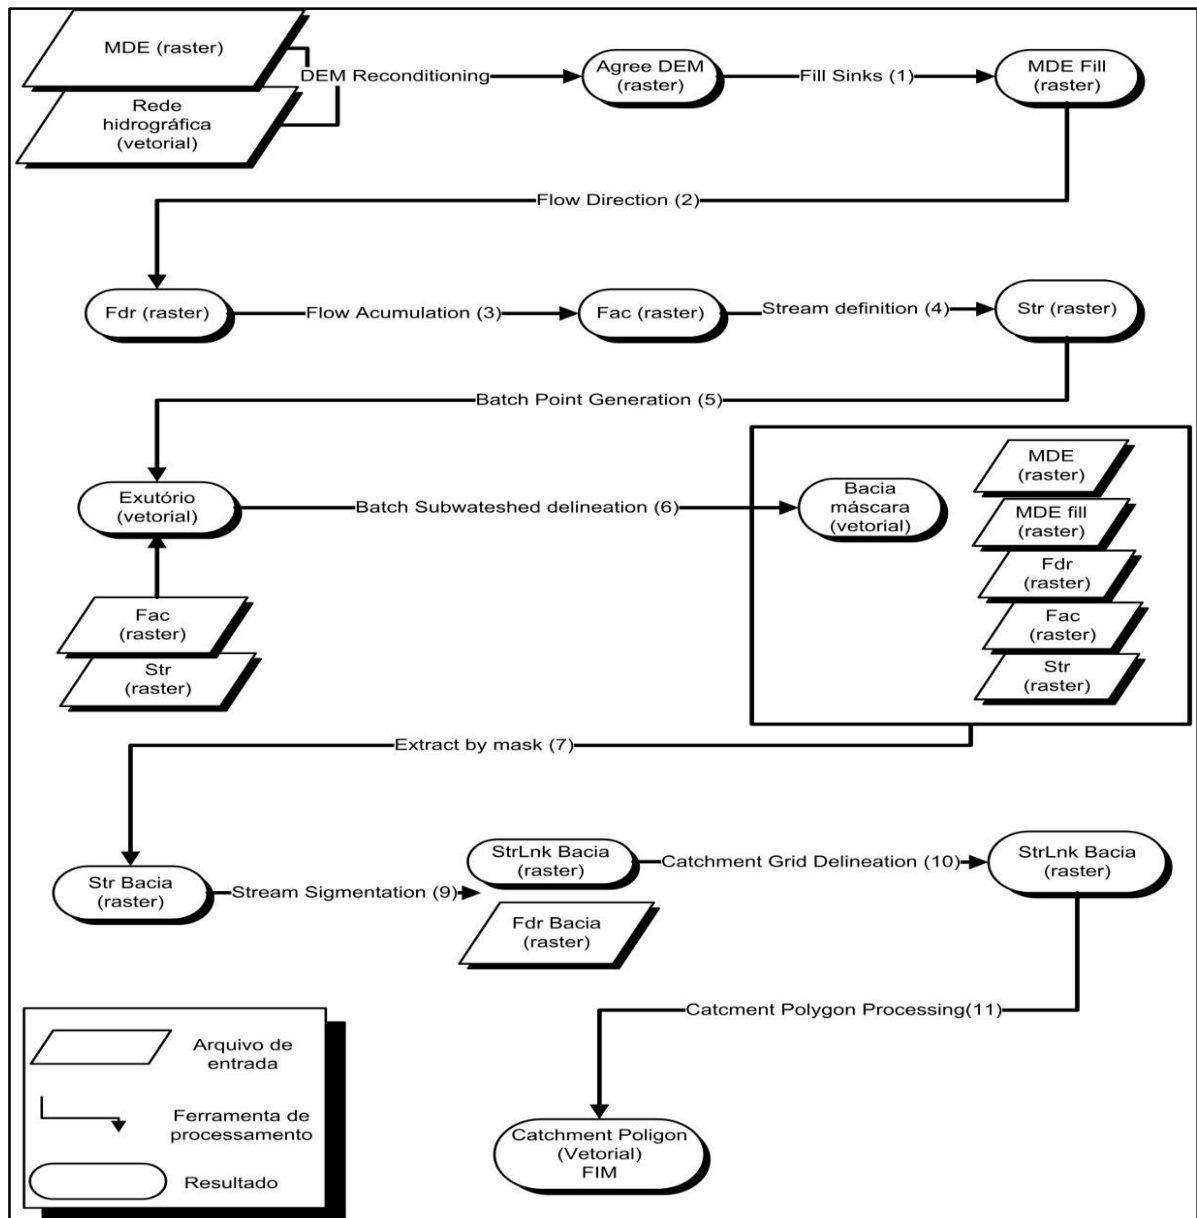 MDE (raster)
Rede
hidrográfica
(vetorial)
DEM Reconditioning
Agree DEM
(raster)
Fill Sinks (1)
MDE Fill
(raster)
Flow Direction (2)
Fdr (raster)
Flow Acumulation (3)
Fac (raster)
Stream definition (4)
Str (raster)
Batch Point Generation (5)
Exutório
(vetorial)
Batch Subwateshed delineation (6)
Bacia
máscara
(vetorial)
MDE
(raster)
MDE fill
(raster)
Fdr
(raster)
Fac
(raster)
Str
(raster)
Fac
(raster)
Str
(raster)
Extract by mask (7)
Str Bacia
(raster)
Stream Sigmentation (9)
StrLnk Bacia
(raster)
Fdr Bacia
(raster)
Catchment Grid Delineation (10)
StrLnk Bacia
(raster)
Catcment Polygon Processing(11)
Catchment Poligon
(Vetorial)
FIM
Arquivo de
entrada
Ferramenta de
processamento
Resultado